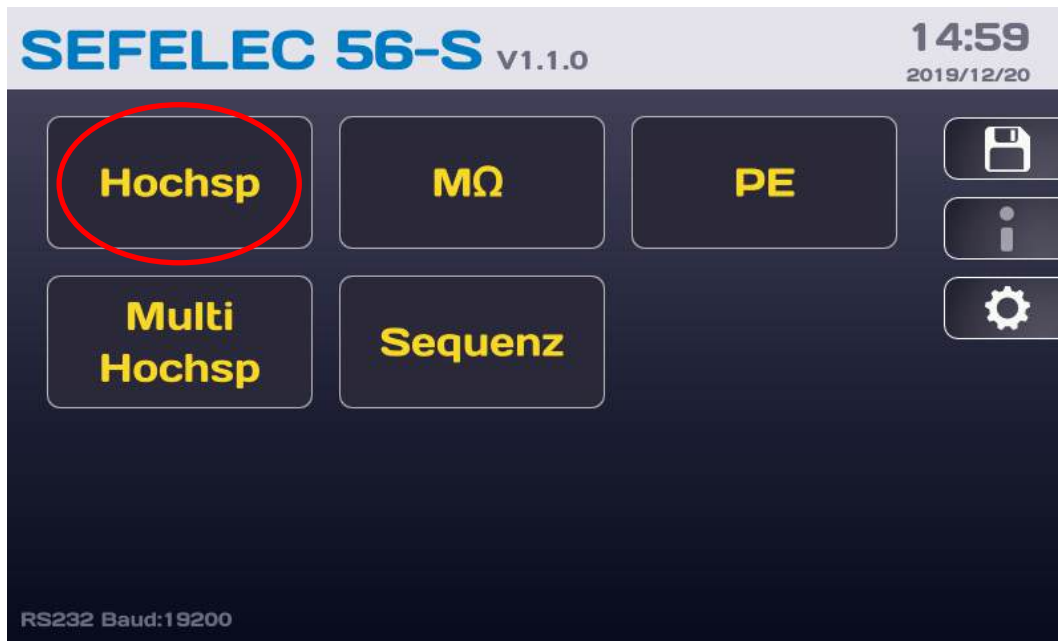 SEFELEC 56-S V1.1.0
14:59
2019/12/20
Hochsp
MΩ
PE
Multi
Hochsp
Sequenz
RS232 Baud:19200